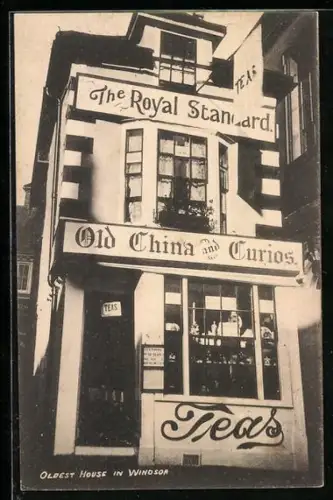 TEAS
The Royal Standard.
Old China and Curios.
TEAS
Teas
OLDEST HOUSE IN WINDSOR